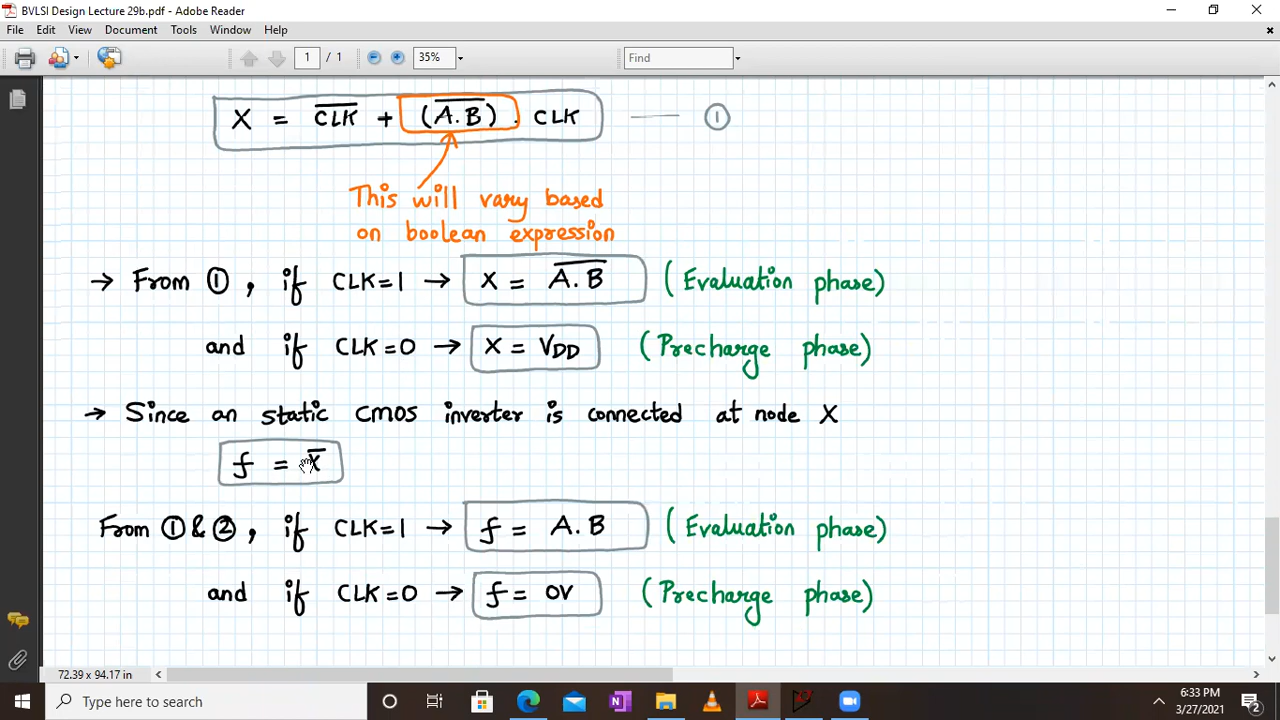 BVLSI Design Lecture 29b.pdf - Adobe Reader
File Edit View Document Tools Window Help
1 / 1 35% Find
X = C̅L̅K̅ + (A̅.̅B̅) . CLK ①
This will vary based
on boolean expression
→ From ①, if CLK=1 → X = A̅.̅B̅ (Evaluation phase)
and if CLK=0 → X = VDD (Precharge phase)
→ Since an static CMOS inverter is connected at node X
f = X̅
From ① & ②, if CLK=1 → f = A.B (Evaluation phase)
and if CLK=0 → f = 0V (Precharge phase)
72.39 x 94.17 in
Type here to search
6:33 PM
3/27/2021
2